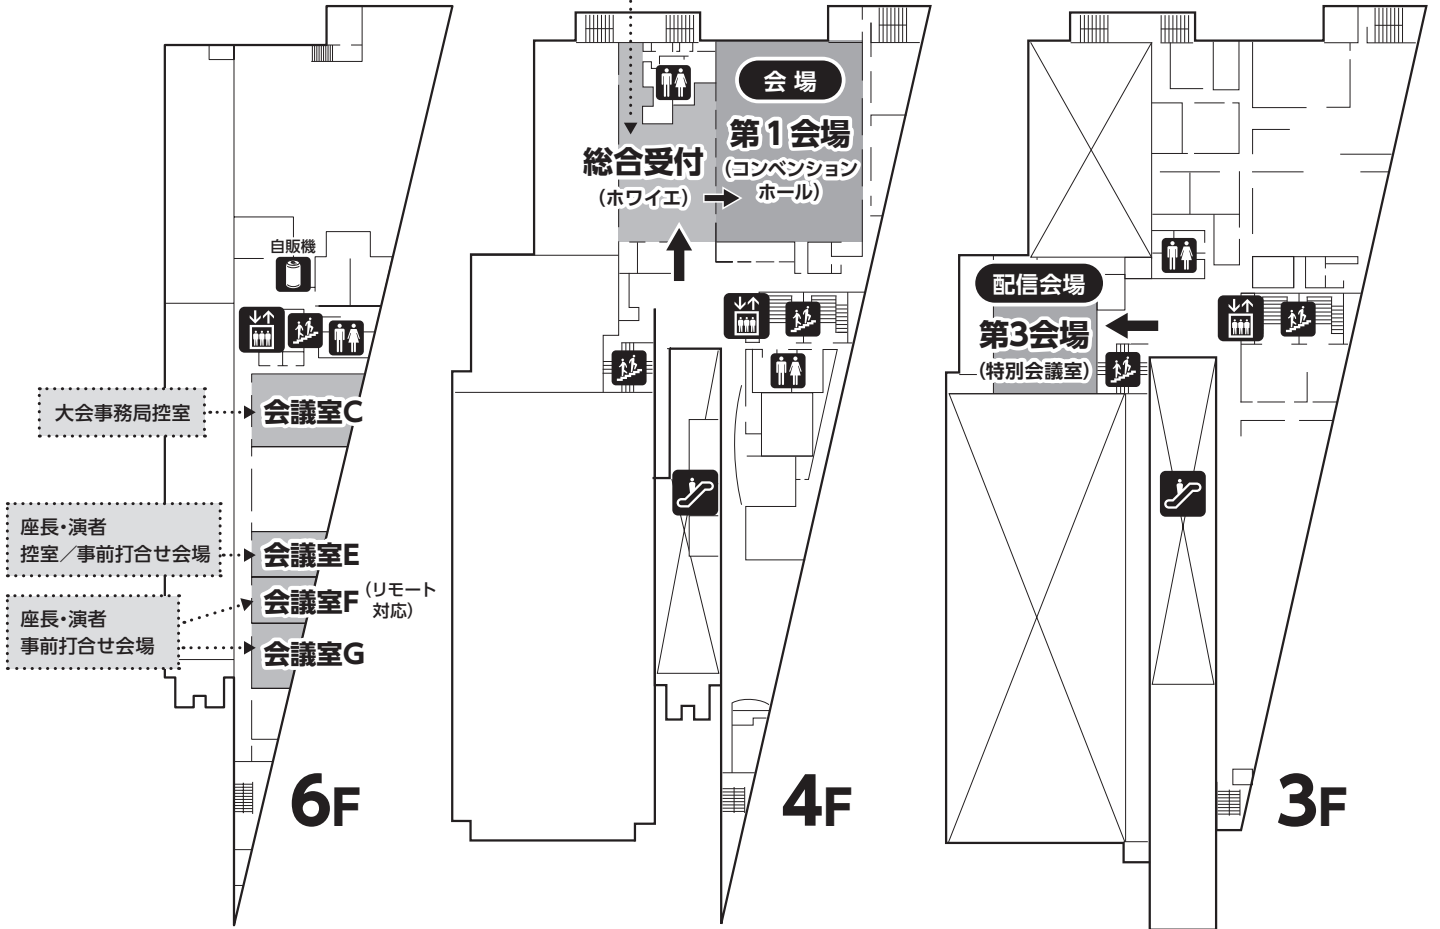 自販機
大会事務局控室
会議室C
座長・演者
控室／事前打合せ会場
会議室E
会議室F
（リモート
対応）
座長・演者
事前打合せ会場
会議室G
6F
会場
第1会場
（コンベンション
ホール）
総合受付
（ホワイエ）
4F
配信会場
第3会場
（特別会議室）
3F